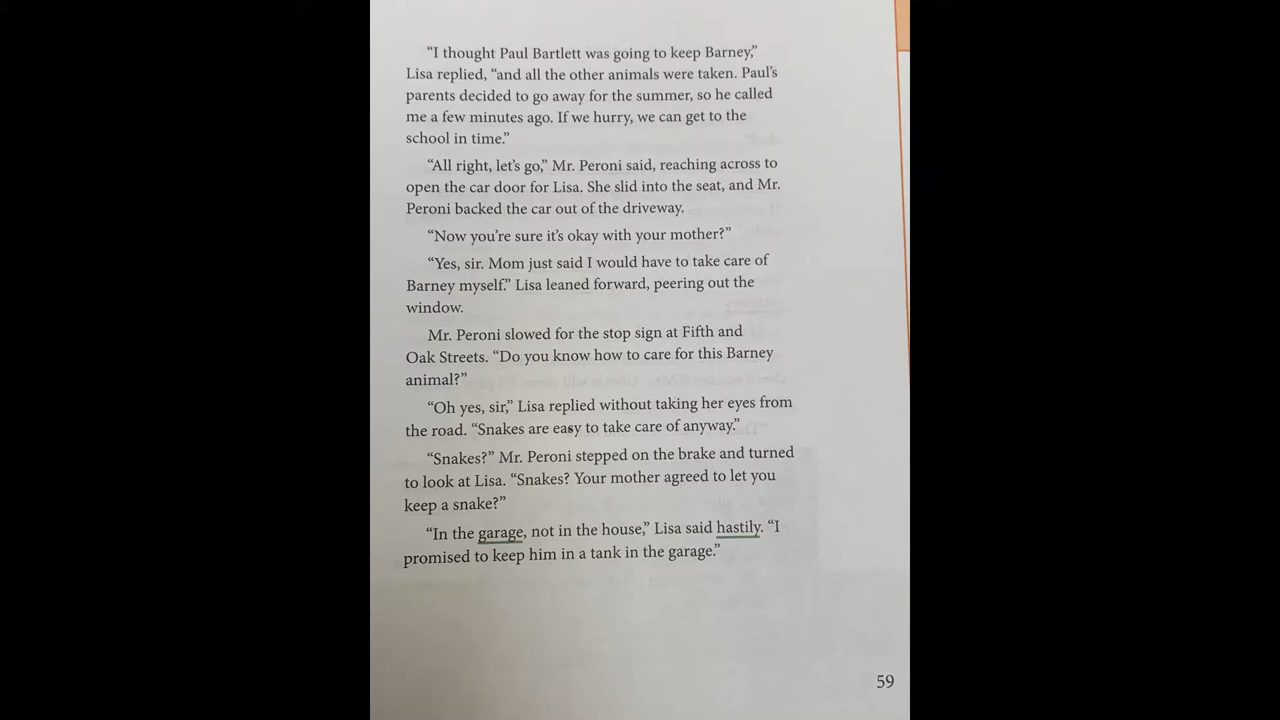 “I thought Paul Bartlett was going to keep Barney,”
Lisa replied, “and all the other animals were taken. Paul’s
parents decided to go away for the summer, so he called
me a few minutes ago. If we hurry, we can get to the
school in time.”
“All right, let’s go,” Mr. Peroni said, reaching across to
open the car door for Lisa. She slid into the seat, and Mr.
Peroni backed the car out of the driveway.
“Now you’re sure it’s okay with your mother?”
“Yes, sir. Mom just said I would have to take care of
Barney myself.” Lisa leaned forward, peering out the
window.
Mr. Peroni slowed for the stop sign at Fifth and
Oak Streets. “Do you know how to care for this Barney
animal?”
“Oh yes, sir,” Lisa replied without taking her eyes from
the road. “Snakes are easy to take care of anyway.”
“Snakes?” Mr. Peroni stepped on the brake and turned
to look at Lisa. “Snakes? Your mother agreed to let you
keep a snake?”
“In the garage, not in the house,” Lisa said hastily. “I
promised to keep him in a tank in the garage.”
59